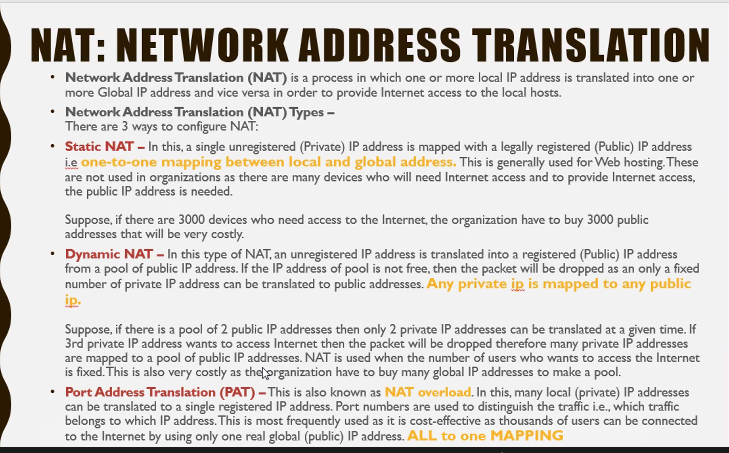 NAT: NETWORK ADDRESS TRANSLATION
• Network Address Translation (NAT) is a process in which one or more local IP address is translated into one or
more Global IP address and vice versa in order to provide Internet access to the local hosts.
• Network Address Translation (NAT) Types –
There are 3 ways to configure NAT:
• Static NAT – In this, a single unregistered (Private) IP address is mapped with a legally registered (Public) IP address
i.e one-to-one mapping between local and global address. This is generally used for Web hosting. These
are not used in organizations as there are many devices who will need Internet access and to provide Internet access,
the public IP address is needed.
Suppose, if there are 3000 devices who need access to the Internet, the organization have to buy 3000 public
addresses that will be very costly.
• Dynamic NAT – In this type of NAT, an unregistered IP address is translated into a registered (Public) IP address
from a pool of public IP address. If the IP address of pool is not free, then the packet will be dropped as an only a fixed
number of private IP address can be translated to public addresses. Any private ip is mapped to any public
ip.
Suppose, if there is a pool of 2 public IP addresses then only 2 private IP addresses can be translated at a given time. If
3rd private IP address wants to access Internet then the packet will be dropped therefore many private IP addresses
are mapped to a pool of public IP addresses. NAT is used when the number of users who wants to access the Internet
is fixed. This is also very costly as the organization have to buy many global IP addresses to make a pool.
• Port Address Translation (PAT) – This is also known as NAT overload. In this, many local (private) IP addresses
can be translated to a single registered IP address. Port numbers are used to distinguish the traffic i.e., which traffic
belongs to which IP address. This is most frequently used as it is cost-effective as thousands of users can be connected
to the Internet by using only one real global (public) IP address. ALL to one MAPPING